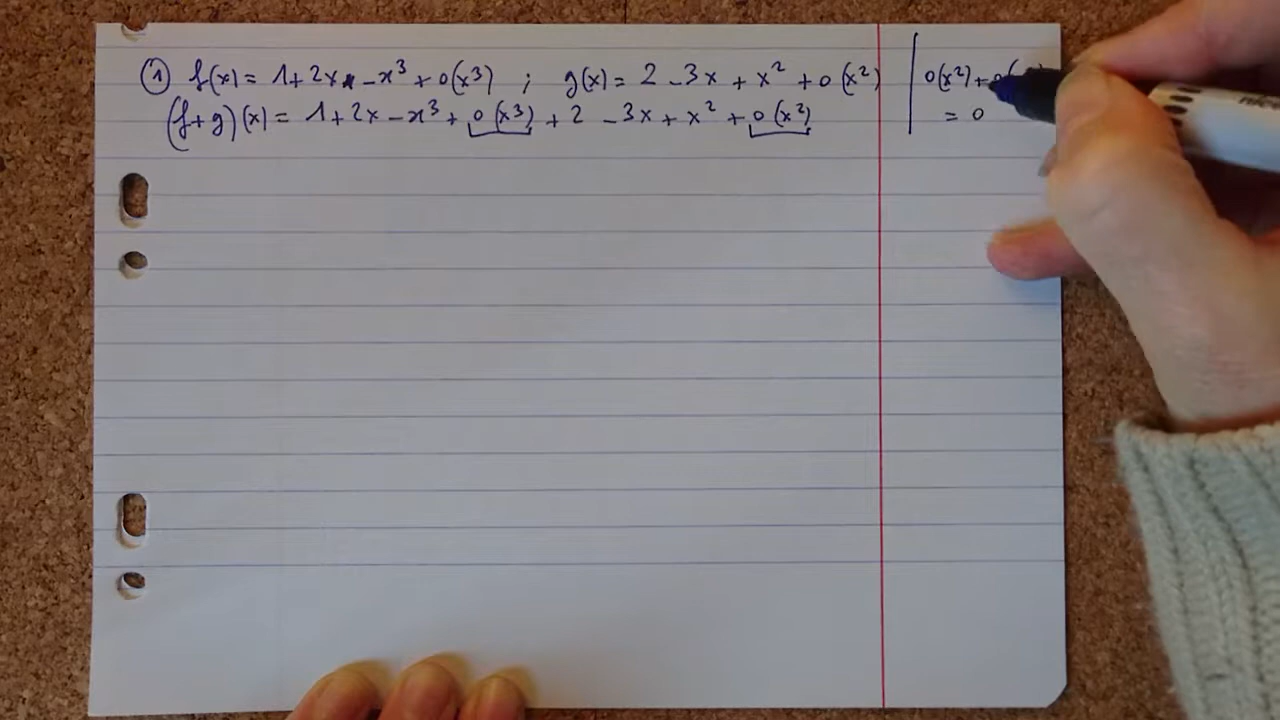 ① f(x) = 1 + 2x - x³ + o(x³) ; g(x) = 2 - 3x + x² + o(x²)
(f+g)(x) = 1 + 2x - x³ + o(x³) + 2 - 3x + x² + o(x²)
o(x²) +
= o